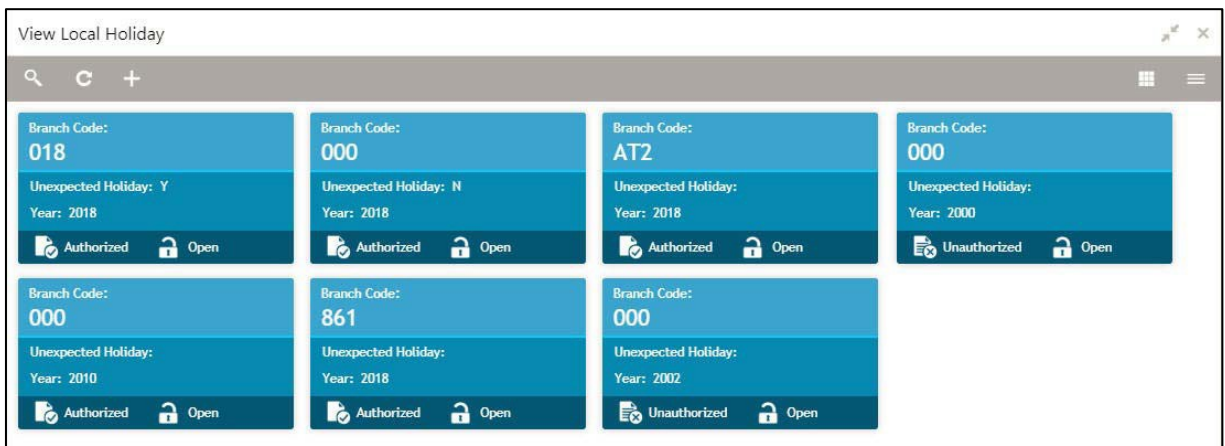 View Local Holiday
Branch Code:
018
Unexpected Holiday: Y
Year: 2018
Authorized Open
Branch Code:
000
Unexpected Holiday: N
Year: 2018
Authorized Open
Branch Code:
AT2
Unexpected Holiday:
Year: 2018
Authorized Open
Branch Code:
000
Unexpected Holiday:
Year: 2000
Unauthorized Open
Branch Code:
000
Unexpected Holiday:
Year: 2010
Authorized Open
Branch Code:
861
Unexpected Holiday:
Year: 2018
Authorized Open
Branch Code:
000
Unexpected Holiday:
Year: 2002
Unauthorized Open